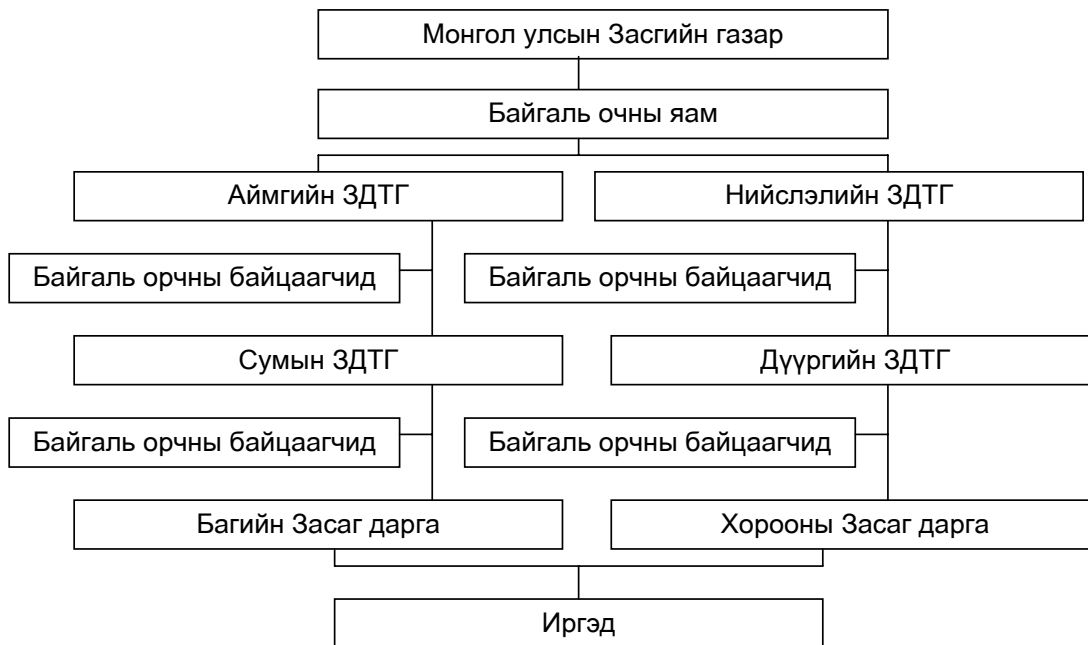 Монгол улсын Засгийн газар
Байгаль очны яам
Аймгийн ЗДТГ
Нийслэлийн ЗДТГ
Байгаль орчны байцаагчид
Байгаль орчны байцаагчид
Сумын ЗДТГ
Дүүргийн ЗДТГ
Байгаль орчны байцаагчид
Байгаль орчны байцаагчид
Багийн Засаг дарга
Хорооны Засаг дарга
Иргэд